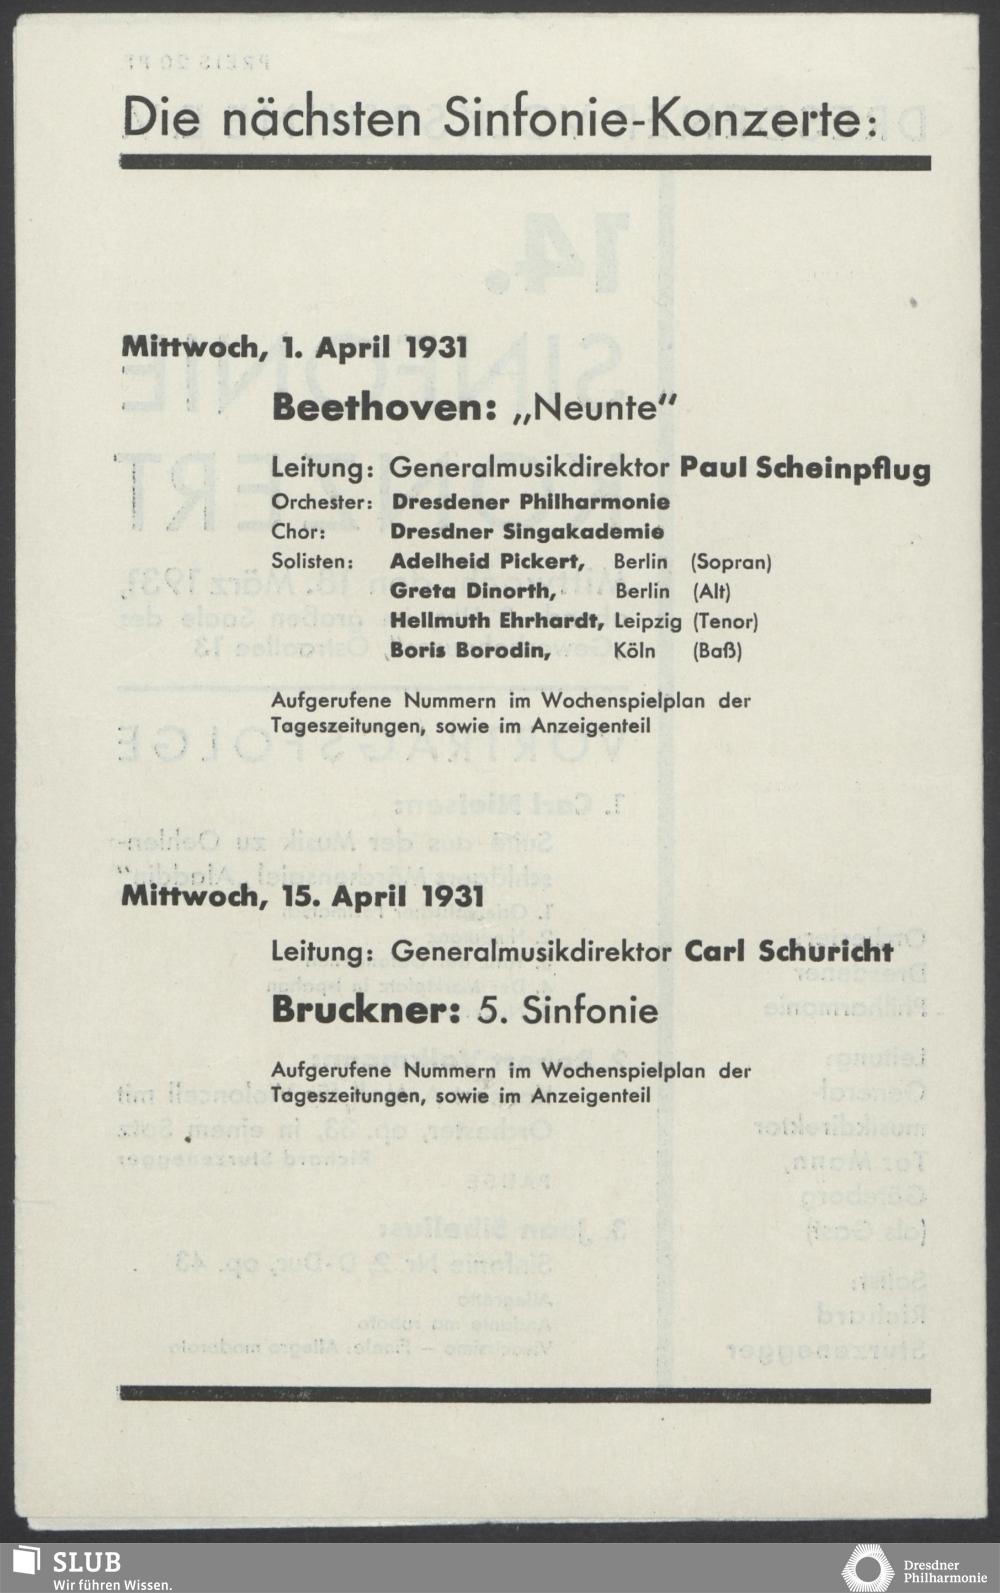 Die nächsten Sinfonie-Konzerte:
Mittwoch, 1. April 1931
Beethoven: „Neunte“
Leitung: Generalmusikdirektor Paul Scheinpflug
Orchester: Dresdener Philharmonie
Chor: Dresdner Singakademie
Solisten: Adelheid Pickert, Berlin (Sopran)
Greta Dinorth, Berlin (Alt)
Hellmuth Ehrhardt, Leipzig (Tenor)
Boris Borodin, Köln (Baß)
Aufgerufene Nummern im Wochenspielplan der
Tageszeitungen, sowie im Anzeigenteil
Mittwoch, 15. April 1931
Leitung: Generalmusikdirektor Carl Schuricht
Bruckner: 5. Sinfonie
Aufgerufene Nummern im Wochenspielplan der
Tageszeitungen, sowie im Anzeigenteil
SLUB
Wir führen Wissen.
Dresdner
Philharmonie